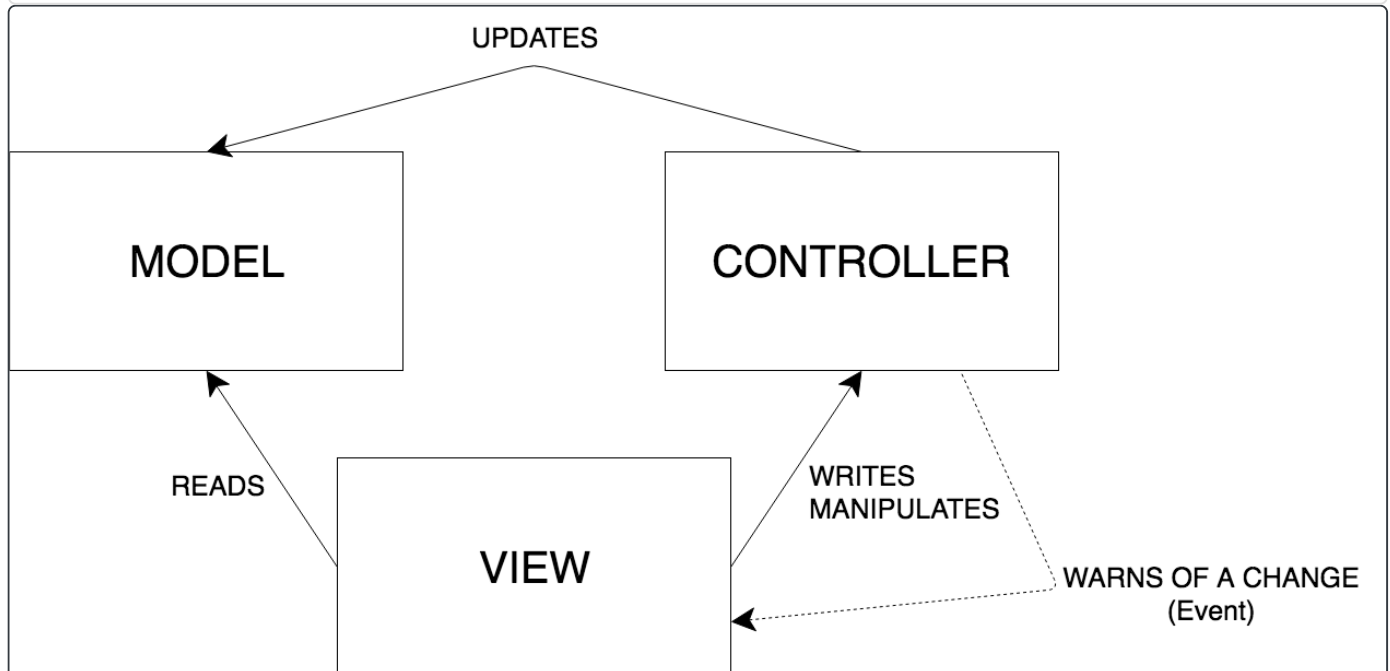 UPDATES
MODEL
CONTROLLER
READS
WRITES
MANIPULATES
VIEW
WARNS OF A CHANGE
(Event)